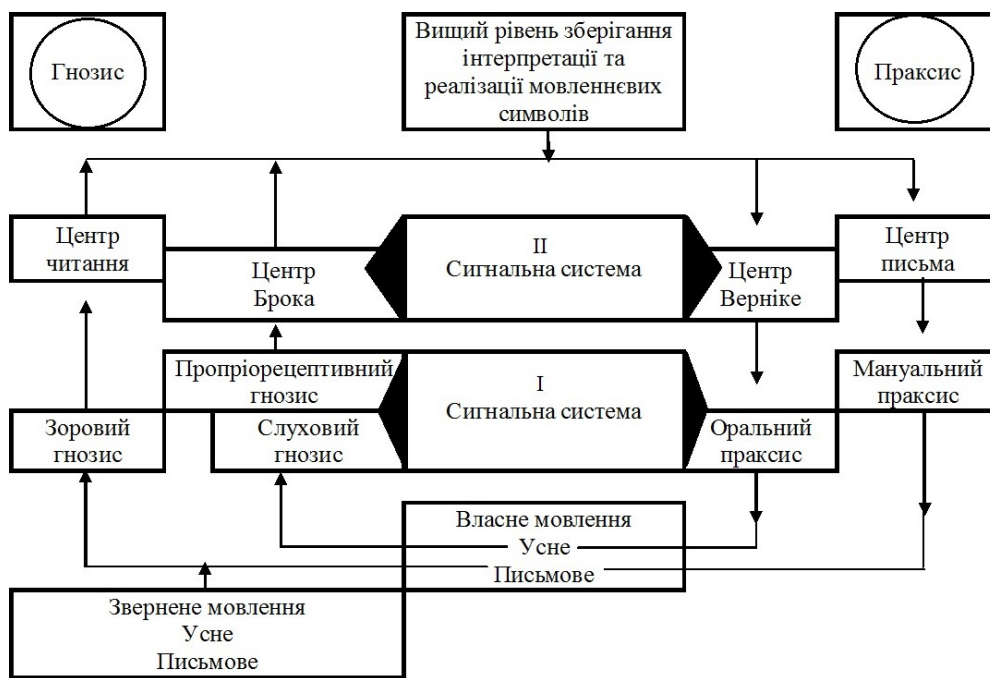 Гнозис
Вищий рівень зберігання
інтерпретації та
реалізації мовленнєвих
символів
Праксис
Центр
читання
Центр
Брока
II
Сигнальна система
Центр
Верніке
Центр
письма
Пропріорецептивний
гнозис
Зоровий
гнозис
Слуховий
гнозис
I
Сигнальна система
Оральний
праксис
Мануальний
праксис
Власне мовлення
Усне
Письмове
Звернене мовлення
Усне
Письмове